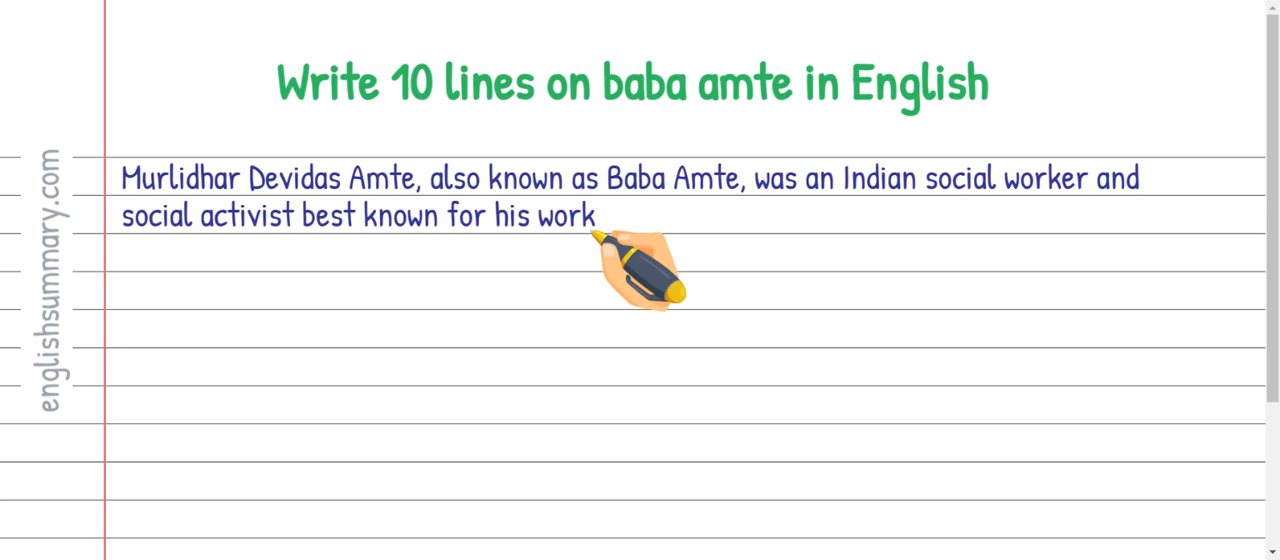 Write 10 lines on baba amte in English
Murlidhar Devidas Amte, also known as Baba Amte, was an Indian social worker and
social activist best known for his work
englishsummary.com